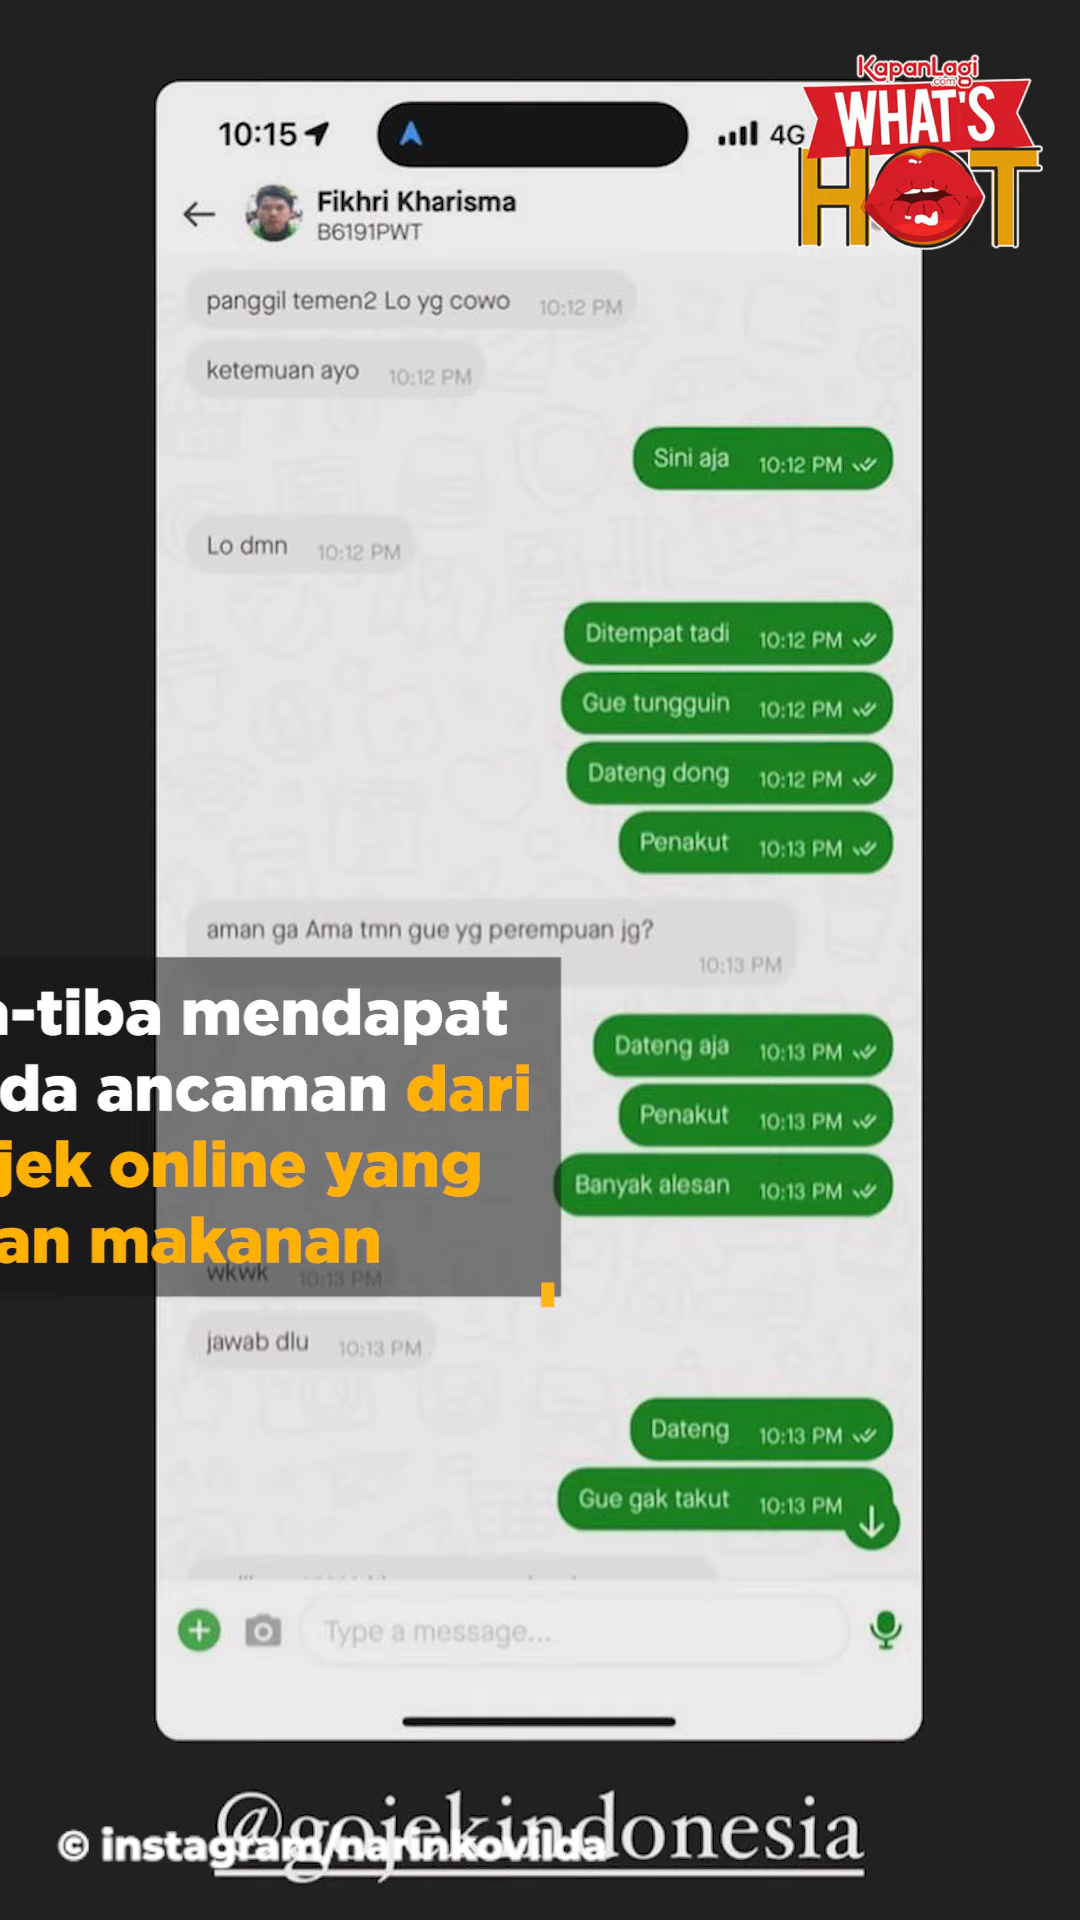 KapanLagi
.com
WHAT'S
HOT
10:15
4G
Fikhri Kharisma
B6191PWT
panggil temen2 Lo yg cowo 10:12 PM
ketemuan ayo 10:12 PM
Sini aja 10:12 PM
Lo dmn 10:12 PM
Ditempat tadi 10:12 PM
Gue tungguin 10:12 PM
Dateng dong 10:12 PM
Penakut 10:13 PM
aman ga Ama tmn gue yg perempuan jg?
10:13 PM
-tiba mendapat
da ancaman dari
jek online yang
an makanan
Dateng aja 10:13 PM
Penakut 10:13 PM
Banyak alesan 10:13 PM
wkwk 10:13 PM
jawab dlu 10:13 PM
Dateng 10:13 PM
Gue gak takut 10:13 PM
Type a message...
@gojekindonesia
© instagram/narinkovilda